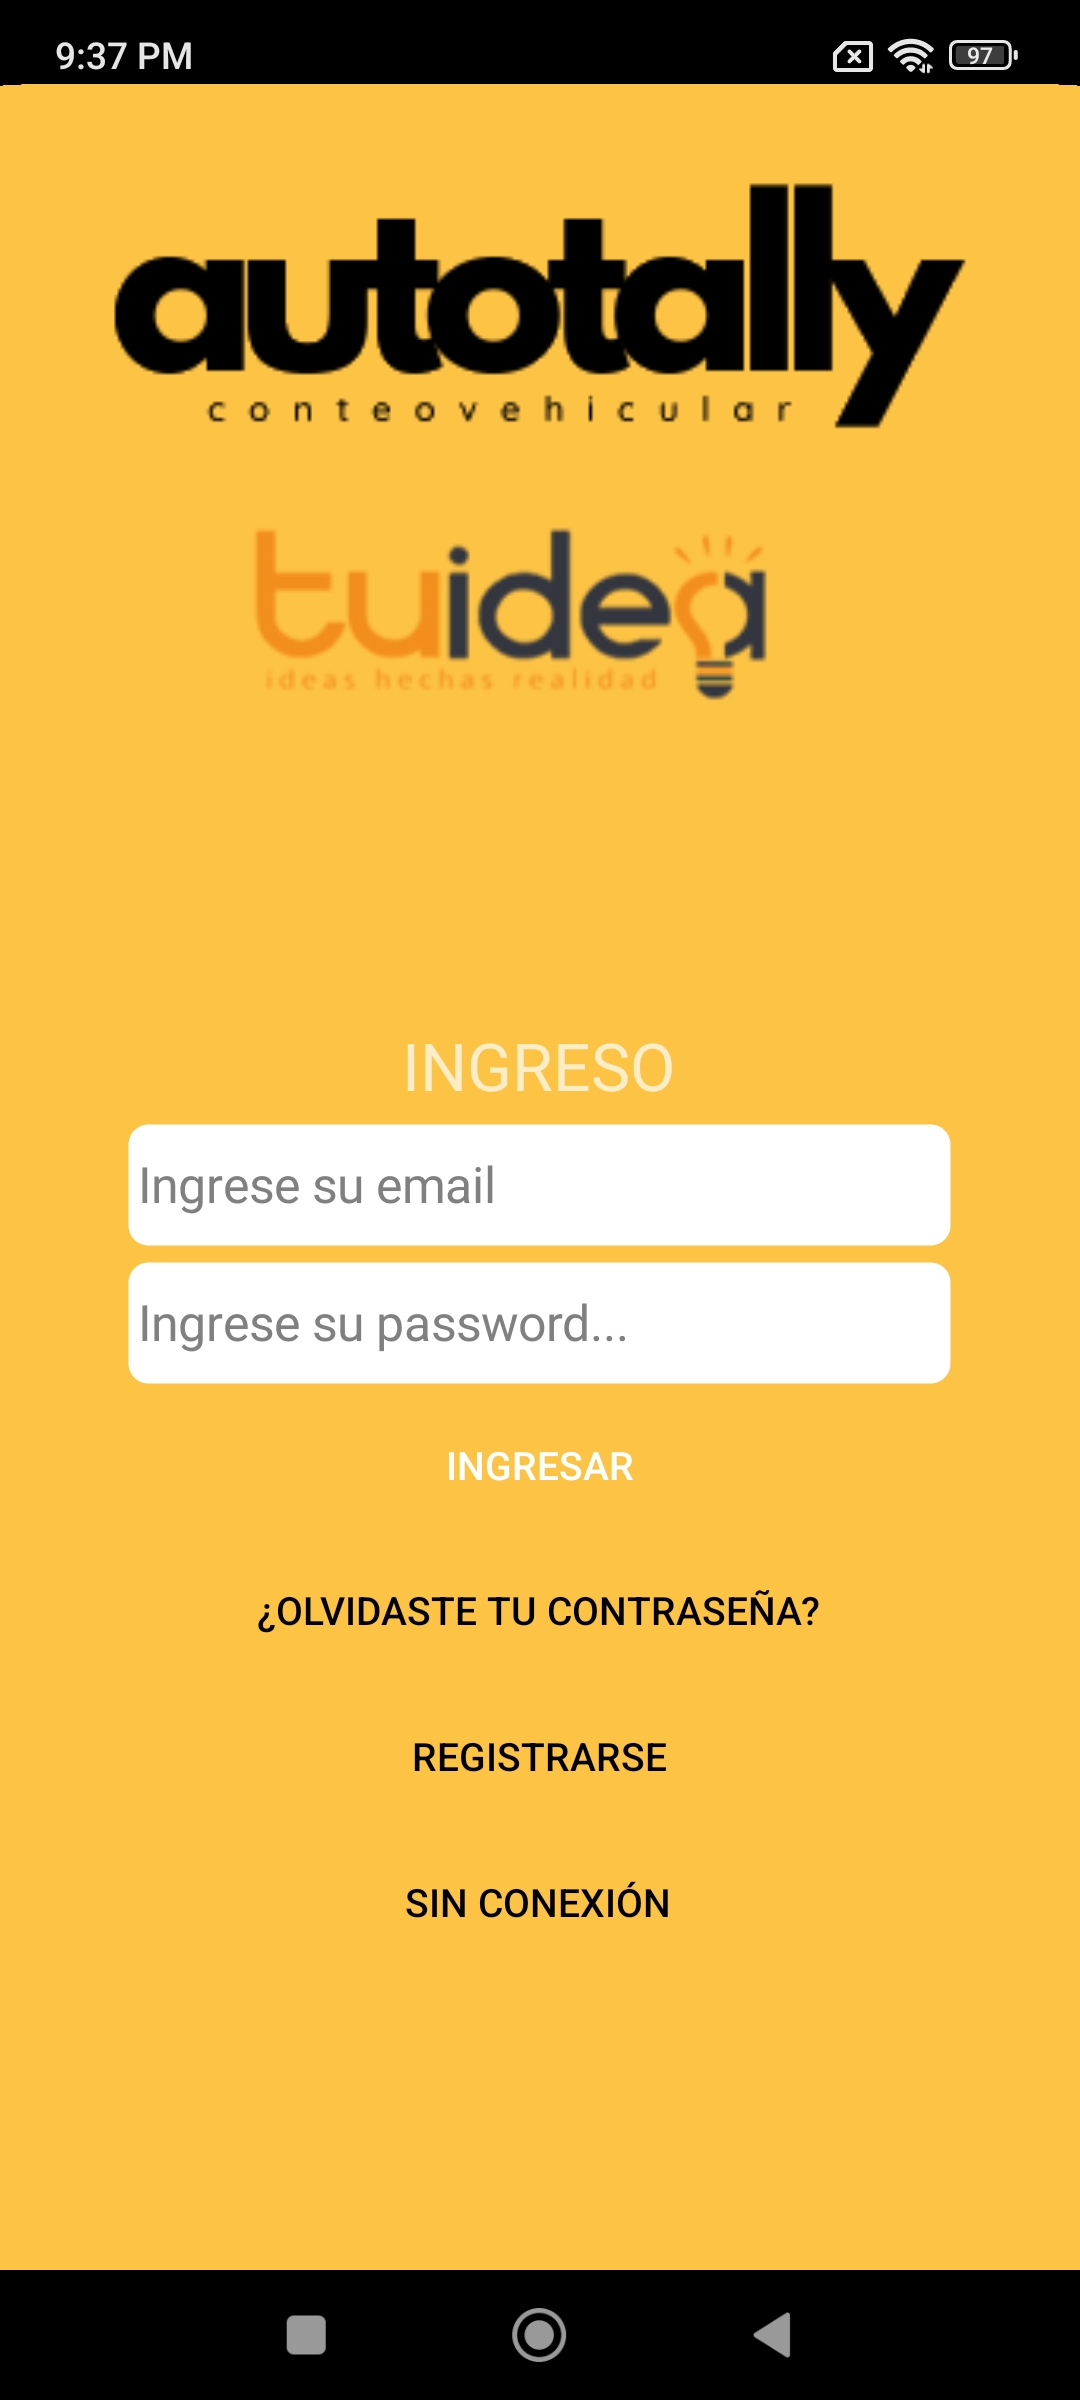 9:37 PM
97
autotally
conteovehicular
tuidea
ideas hechas realidad
INGRESO
Ingrese su email
Ingrese su password...
INGRESAR
¿OLVIDASTE TU CONTRASEÑA?
REGISTRARSE
SIN CONEXIÓN